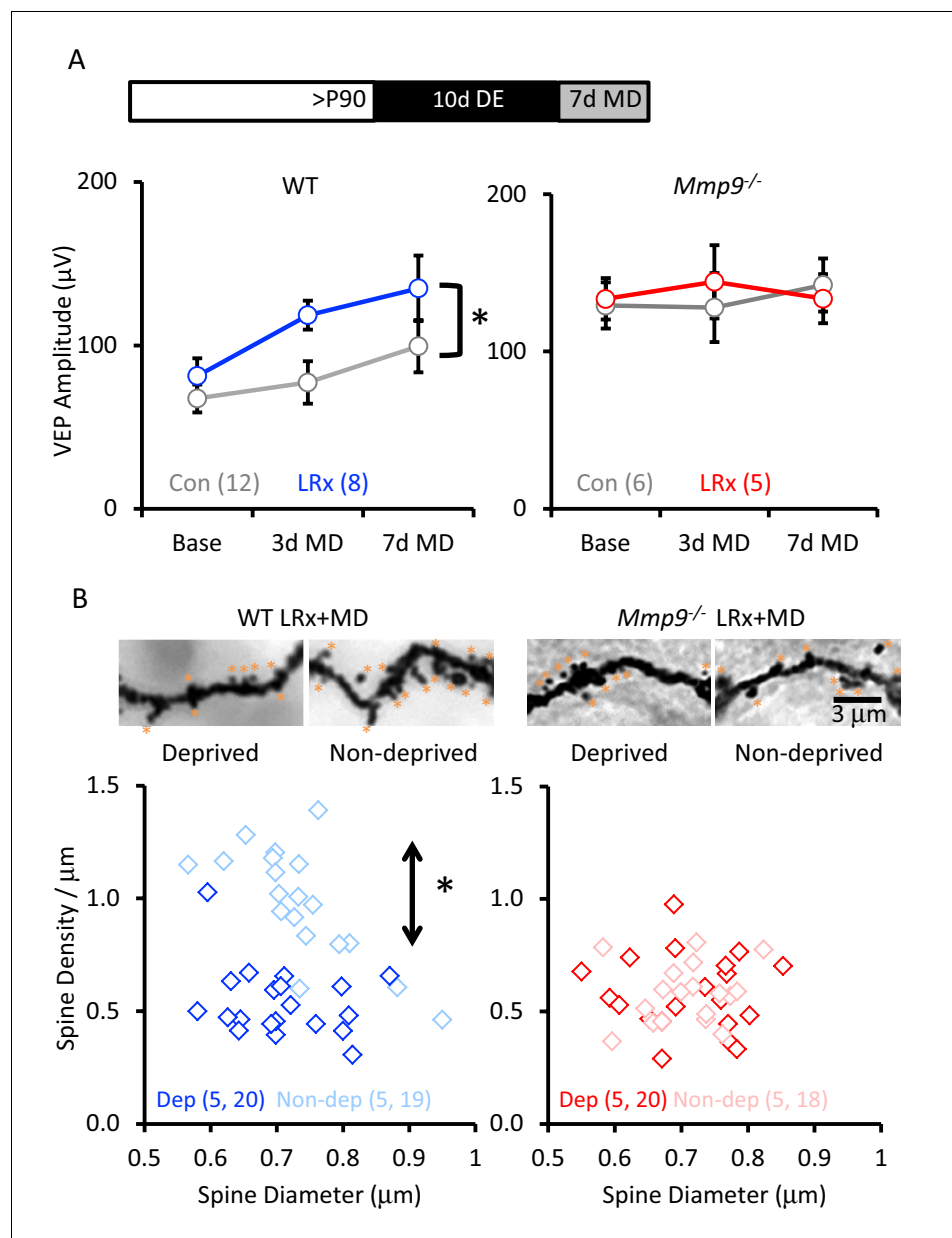 A
>P90 10d DE 7d MD
WT
Mmp9-/-
VEP Amplitude (µV)
200
100
0
Con (12) LRx (8)
*
Base 3d MD 7d MD
200
100
0
Con (6) LRx (5)
Base 3d MD 7d MD
B
WT LRx+MD
Mmp9-/- LRx+MD
3 µm
Deprived Non-deprived
Deprived Non-deprived
Spine Density / µm
1.5
1.0
0.5
0.0
*
Dep (5, 20) Non-dep (5, 19)
0.5 0.6 0.7 0.8 0.9 1
Spine Diameter (µm)
1.5
1.0
0.5
0.0
Dep (5, 20) Non-dep (5, 18)
0.5 0.6 0.7 0.8 0.9 1
Spine Diameter (µm)